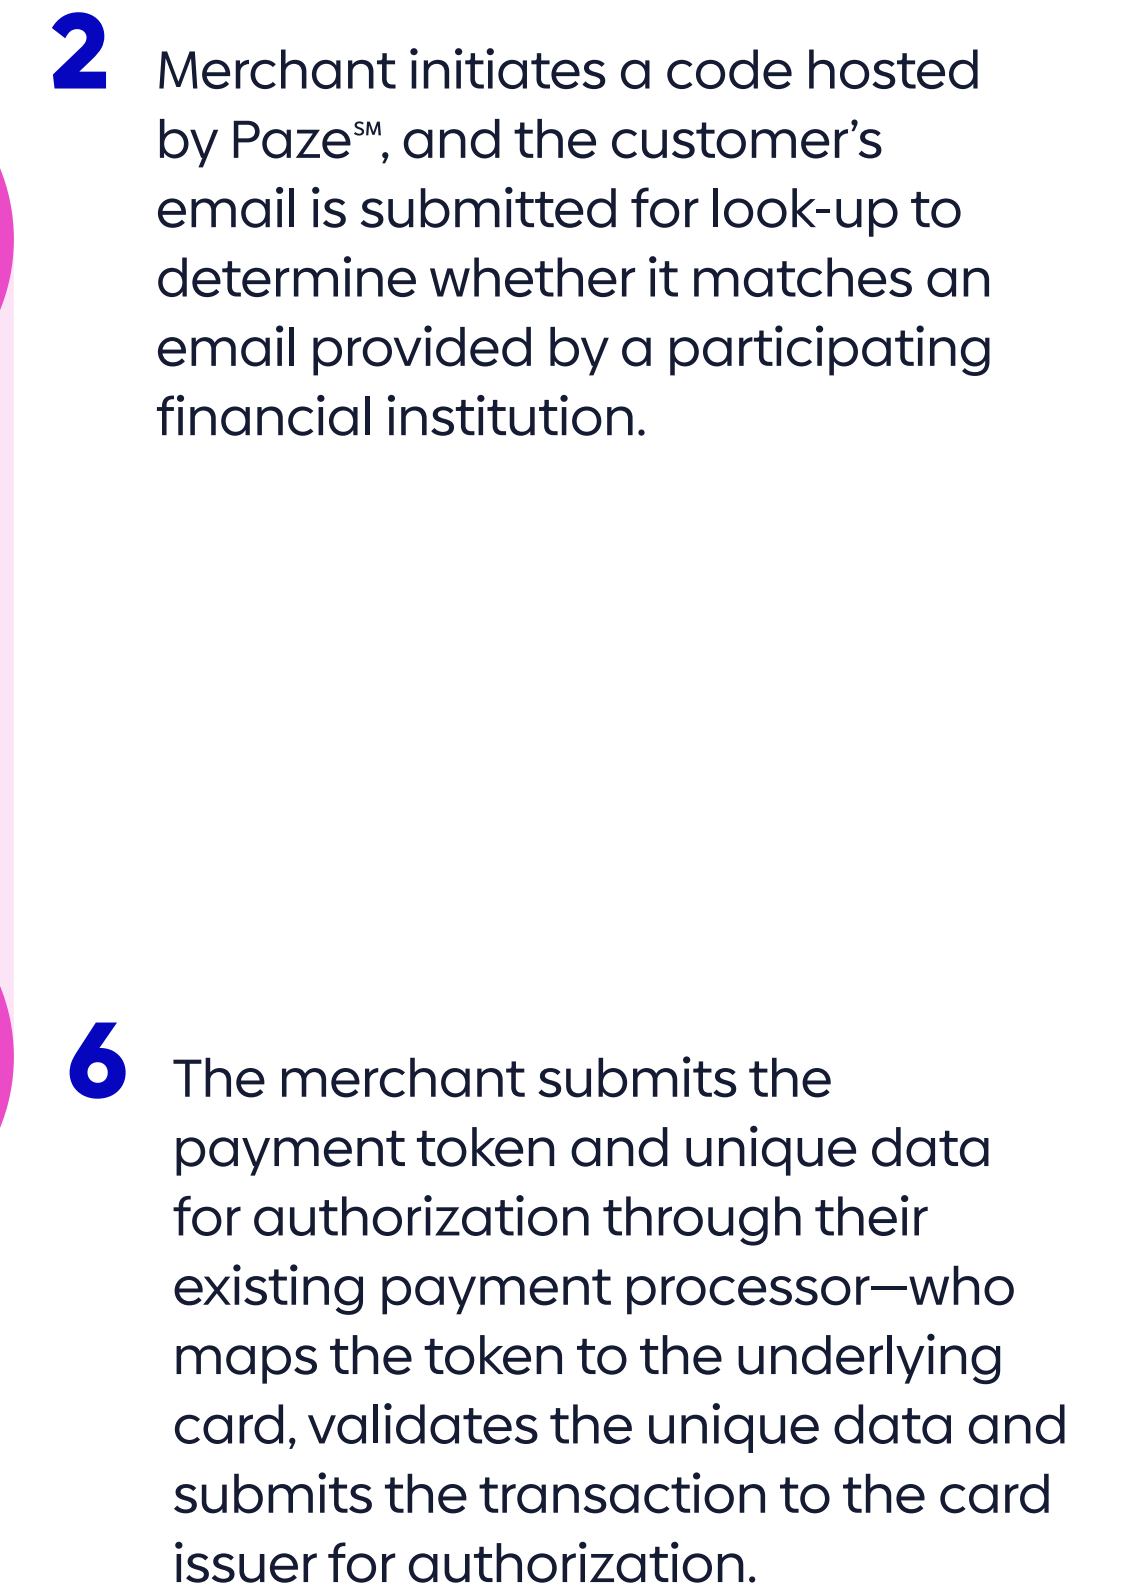 2
Merchant initiates a code hosted
by Paze℠, and the customer’s
email is submitted for look-up to
determine whether it matches an
email provided by a participating
financial institution.
6
The merchant submits the
payment token and unique data
for authorization through their
existing payment processor—who
maps the token to the underlying
card, validates the unique data and
submits the transaction to the card
issuer for authorization.